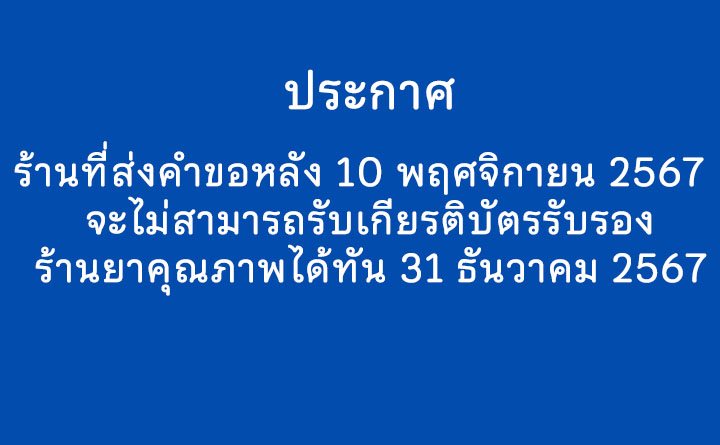 ประกาศ
ร้านที่ส่งคำขอหลัง 10 พฤศจิกายน 2567
จะไม่สามารถรับเกียรติบัตรรับรอง
ร้านยาคุณภาพได้ทัน 31 ธันวาคม 2567